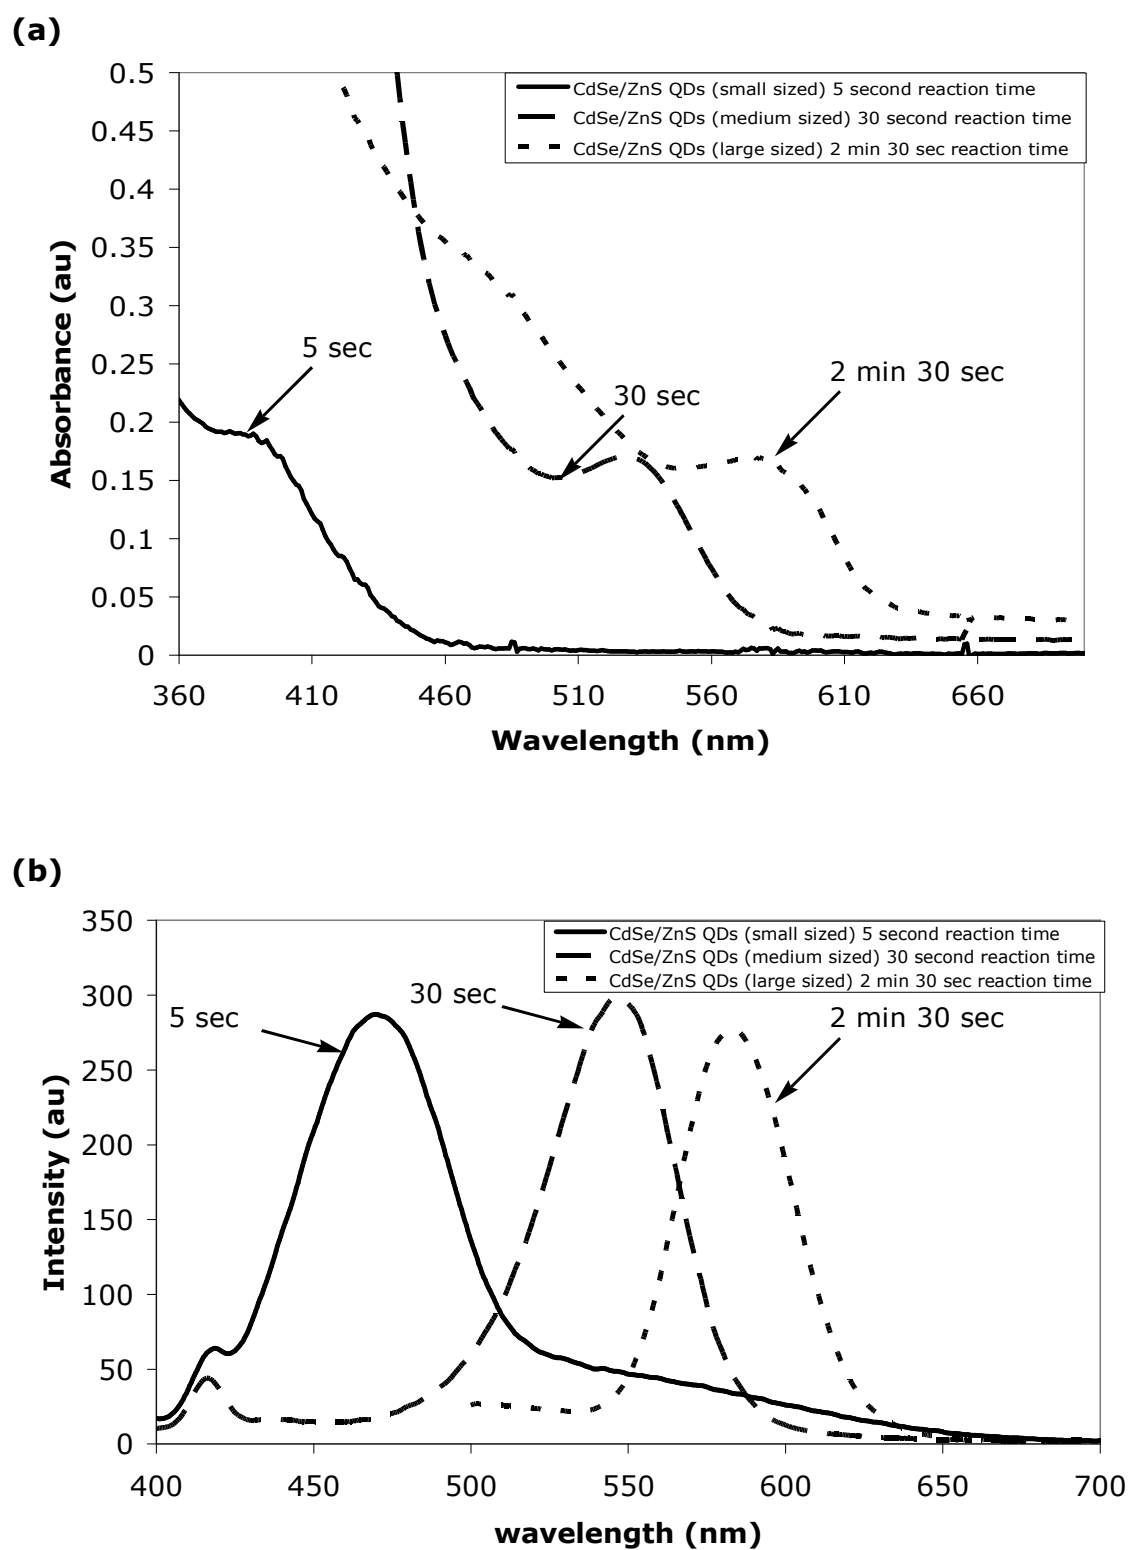 (a)
0.5
0.45
0.4
0.35
0.3
0.25
0.2
0.15
0.1
0.05
0
Absorbance (au)
CdSe/ZnS QDs (small sized) 5 second reaction time
CdSe/ZnS QDs (medium sized) 30 second reaction time
CdSe/ZnS QDs (large sized) 2 min 30 sec reaction time
5 sec
30 sec
2 min 30 sec
360 410 460 510 560 610 660
Wavelength (nm)
(b)
350
300
250
200
150
100
50
0
Intensity (au)
CdSe/ZnS QDs (small sized) 5 second reaction time
CdSe/ZnS QDs (medium sized) 30 second reaction time
CdSe/ZnS QDs (large sized) 2 min 30 sec reaction time
5 sec
30 sec
2 min 30 sec
400 450 500 550 600 650 700
wavelength (nm)